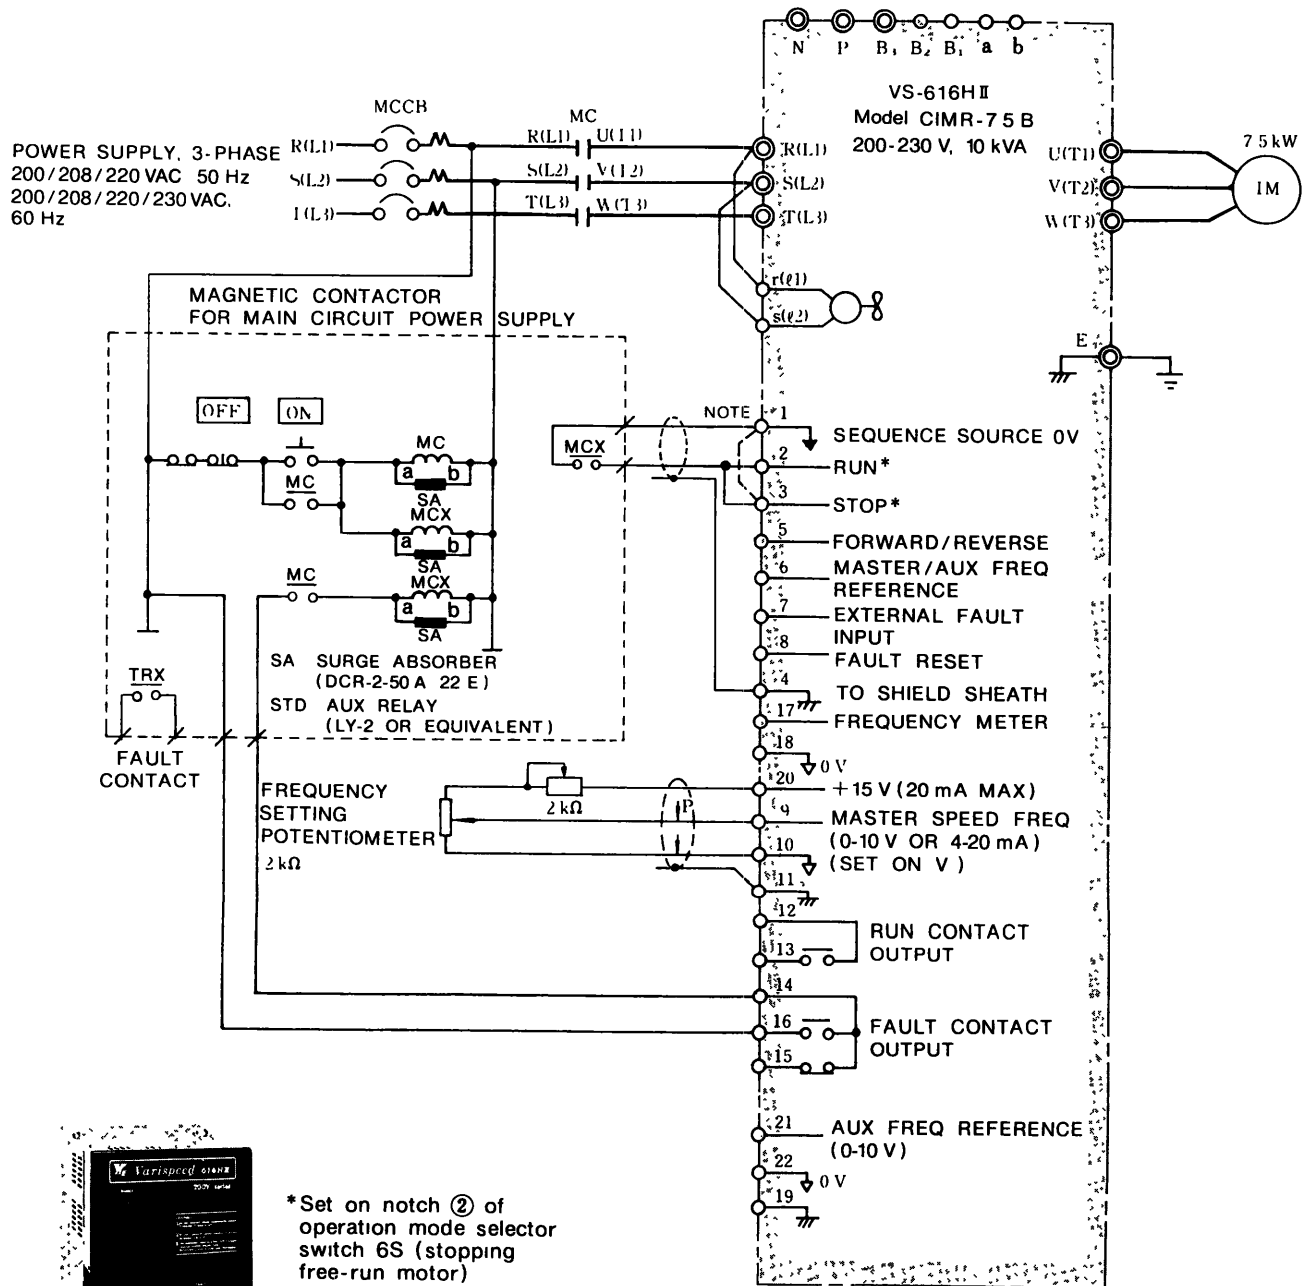 N P B3 B2 B1 a b
VS-616HⅡ
Model CIMR-7 5 B
200-230 V, 10 kVA
MCCB
MC
POWER SUPPLY, 3-PHASE
200/208/220 VAC 50 Hz
200/208/220/230 VAC.
60 Hz
R(L1)
S(L2)
T(L3)
R(L1) U(T1)
S(L2) V(T2)
T(L3) W(T3)
R(L1)
S(L2)
T(L3)
U(T1)
V(T2)
W(T3)
7 5 kW
IM
r(ℓ1)
s(ℓ2)
E
MAGNETIC CONTACTOR
FOR MAIN CIRCUIT POWER SUPPLY
OFF
ON
MC
a b
SA
MC
MCX
a b
SA
MC
MCX
a b
SA
MCX
NOTE
TRX
SA SURGE ABSORBER
(DCR-2-50 A 22 E)
STD AUX RELAY
(LY-2 OR EQUIVALENT)
FAULT
CONTACT
1 SEQUENCE SOURCE 0V
2 RUN*
3 STOP*
5 FORWARD/REVERSE
6 MASTER/AUX FREQ
REFERENCE
7 EXTERNAL FAULT
INPUT
8 FAULT RESET
4 TO SHIELD SHEATH
17 FREQUENCY METER
18 0 V
20 +15 V (20 mA MAX)
9 MASTER SPEED FREQ
(0-10 V OR 4-20 mA)
10 (SET ON V )
11
FREQUENCY
SETTING
POTENTIOMETER
2 kΩ
2 kΩ
P
12
RUN CONTACT
13 OUTPUT
14
16 FAULT CONTACT
OUTPUT
15
21 AUX FREQ REFERENCE
(0-10 V)
22 0 V
19
Varispeed 616HⅡ
*Set on notch ② of
operation mode selector
switch 6S (stopping
free-run motor)